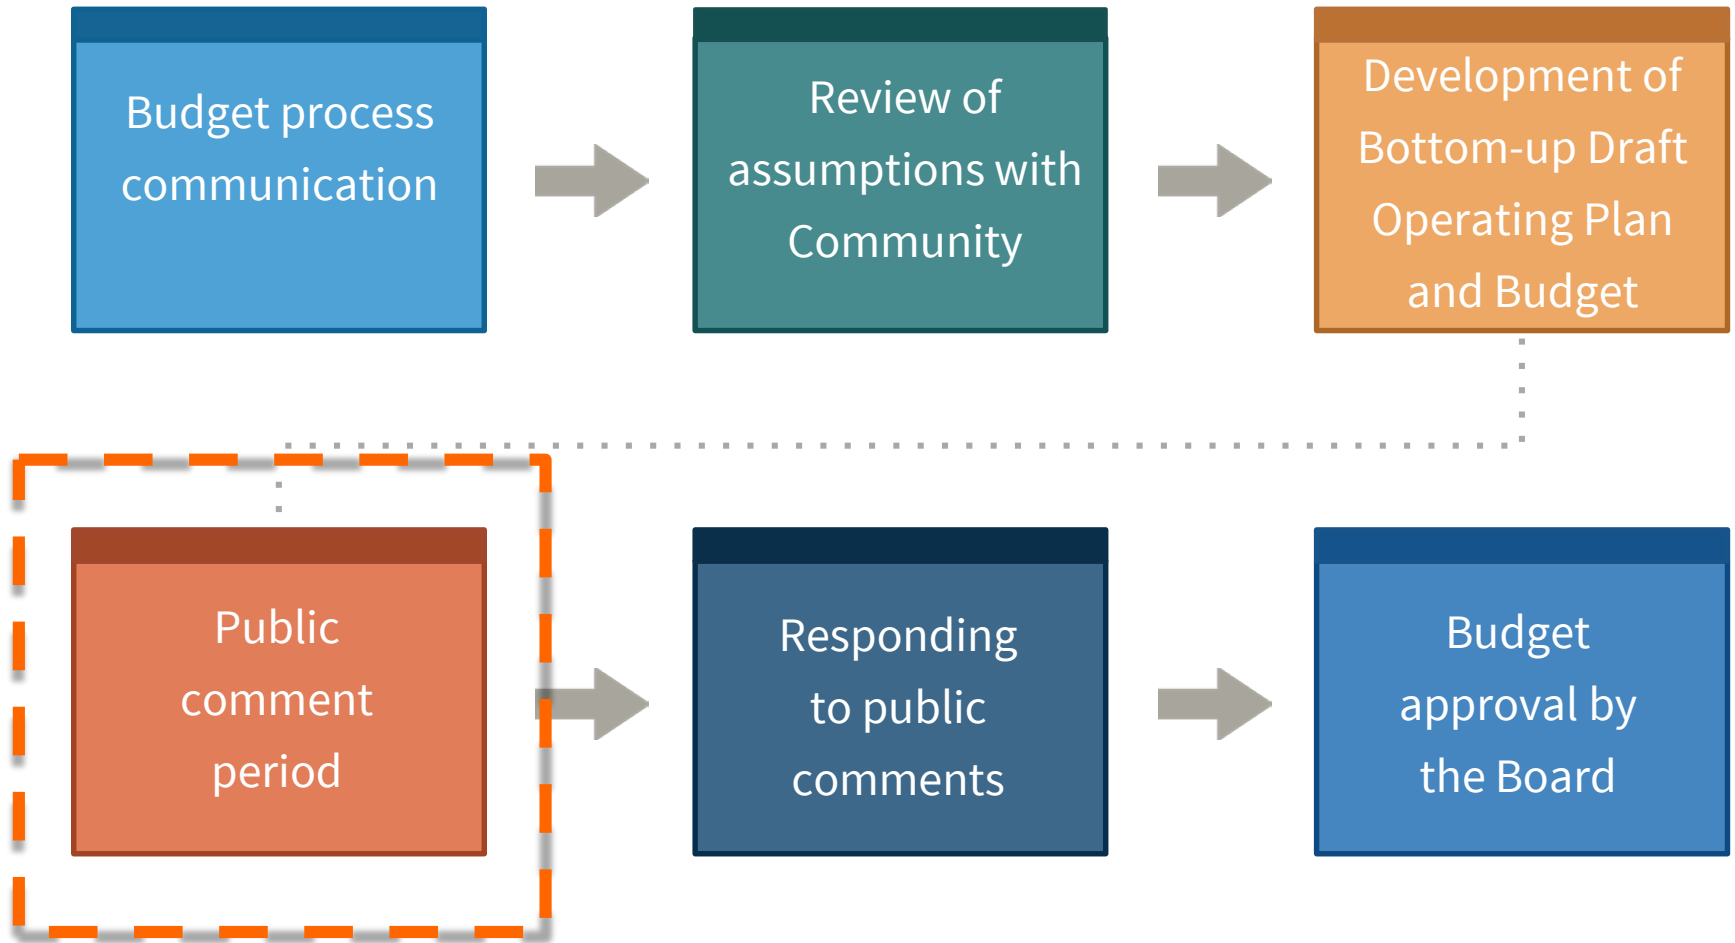 Budget process
communication
Review of
assumptions with
Community
Development of
Bottom-up Draft
Operating Plan
and Budget
Public
comment
period
Responding
to public
comments
Budget
approval by
the Board